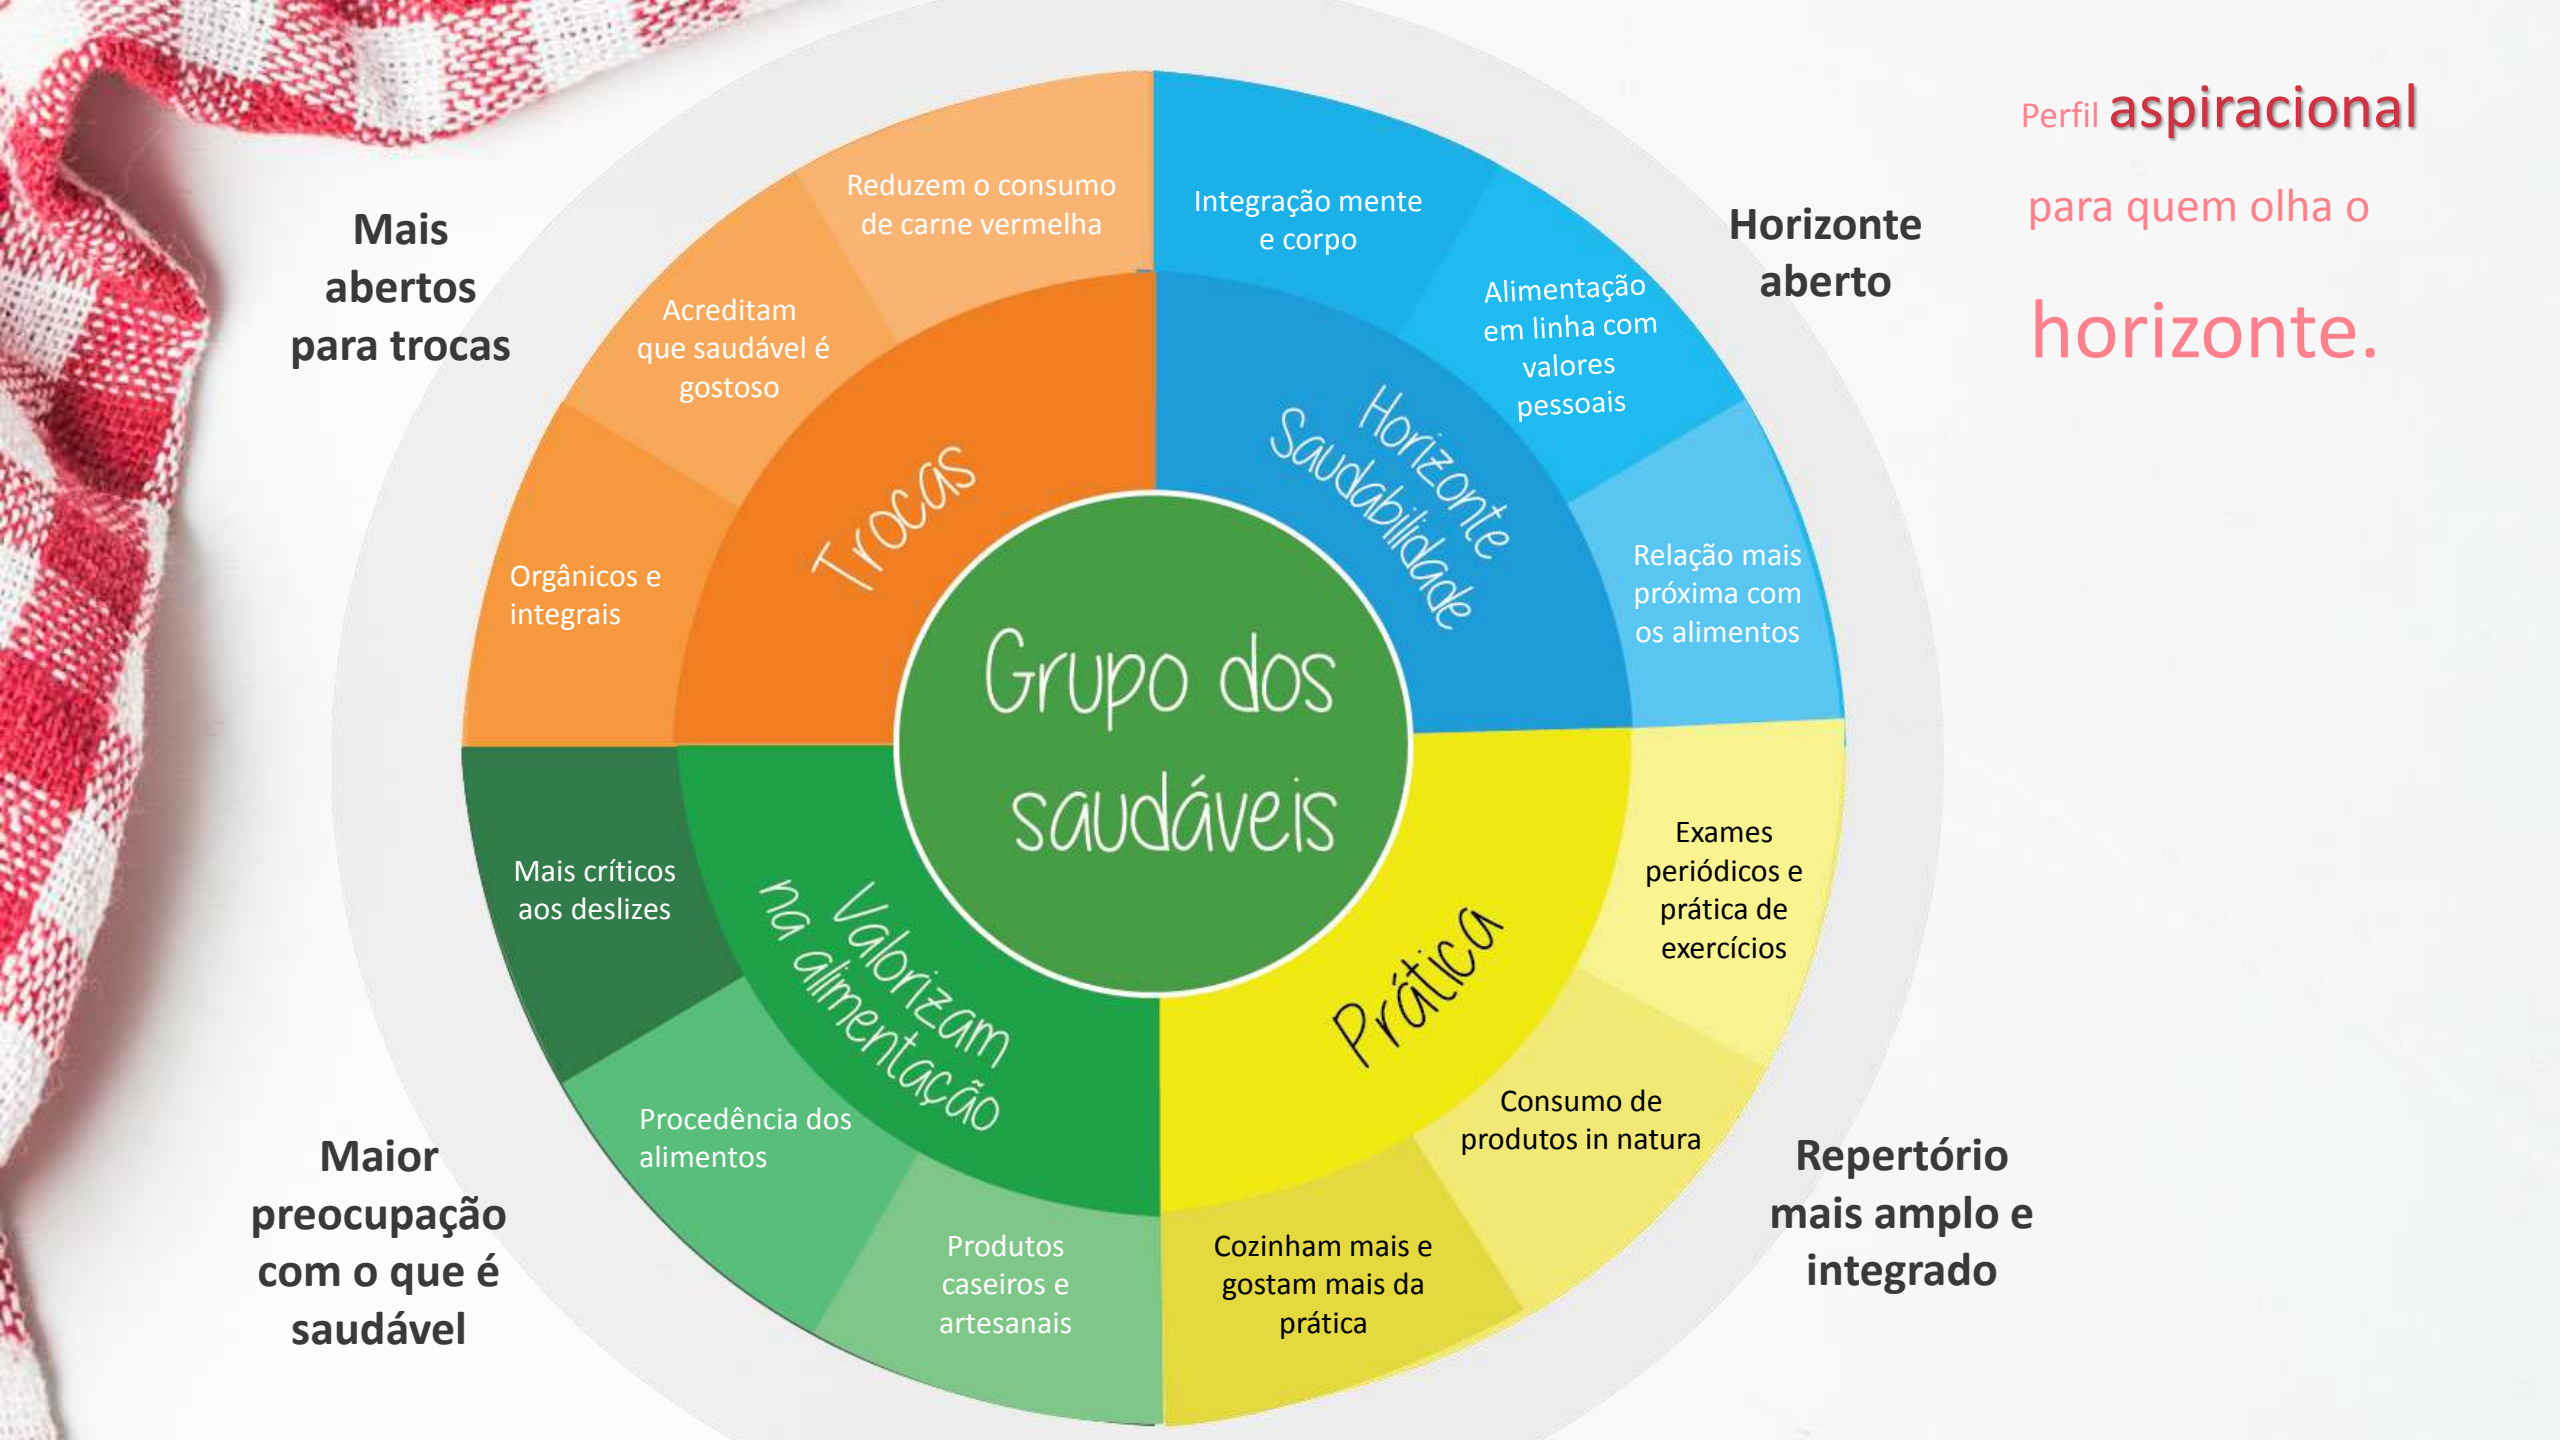 Perfil aspiracional
para quem olha o
horizonte.
Mais
abertos
para trocas
Horizonte
aberto
Reduzem o consumo
de carne vermelha
Acreditam
que saudável é
gostoso
Orgânicos e
integrais
Integração mente
e corpo
Alimentação
em linha com
valores
pessoais
Relação mais
próxima com
os alimentos
Trocas
Horizonte
Saudabilidade
Grupo dos
saudáveis
Valorizam
na alimentação
Prática
Mais críticos
aos deslizes
Procedência dos
alimentos
Produtos
caseiros e
artesanais
Exames
periódicos e
prática de
exercícios
Consumo de
produtos in natura
Cozinham mais e
gostam mais da
prática
Maior
preocupação
com o que é
saudável
Repertório
mais amplo e
integrado